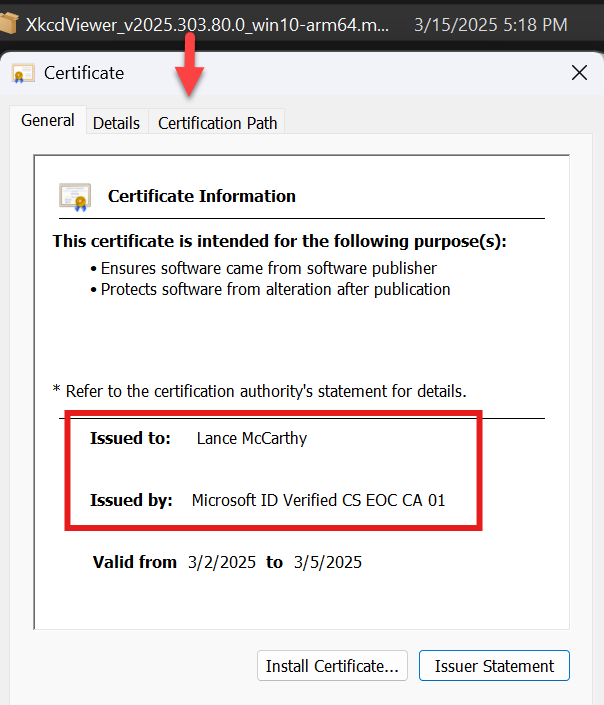 XkcdViewer_v2025.303.80.0_win10-arm64.m... 3/15/2025 5:18 PM
Certificate
General Details Certification Path
Certificate Information
This certificate is intended for the following purpose(s):
• Ensures software came from software publisher
• Protects software from alteration after publication
* Refer to the certification authority's statement for details.
Issued to: Lance McCarthy
Issued by: Microsoft ID Verified CS EOC CA 01
Valid from 3/2/2025 to 3/5/2025
Install Certificate... Issuer Statement